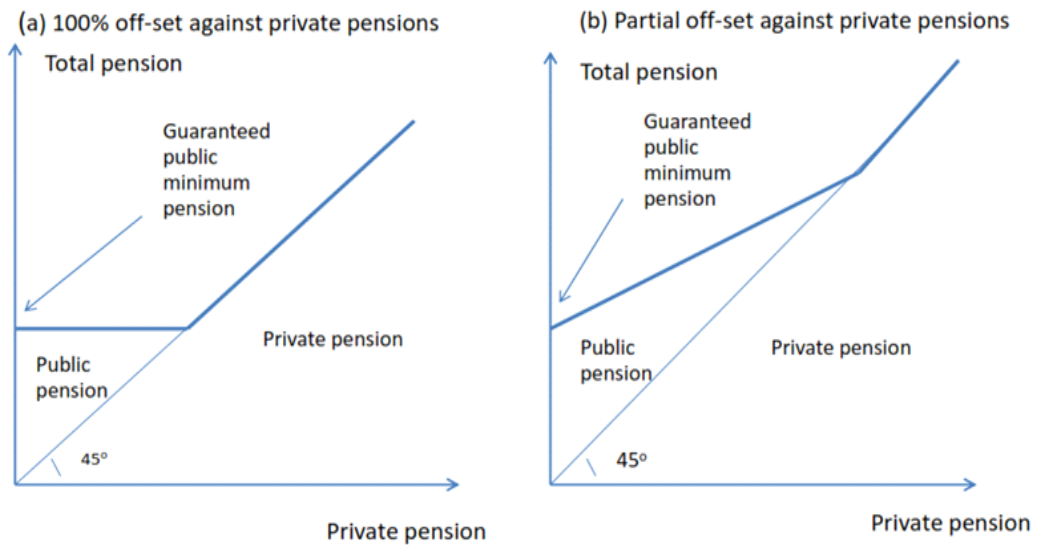 (a) 100% off-set against private pensions
Total pension
Guaranteed
public
minimum
pension
Public
pension
Private pension
45°
Private pension
(b) Partial off-set against private pensions
Total pension
Guaranteed
public
minimum
pension
Public
pension
Private pension
45°
Private pension